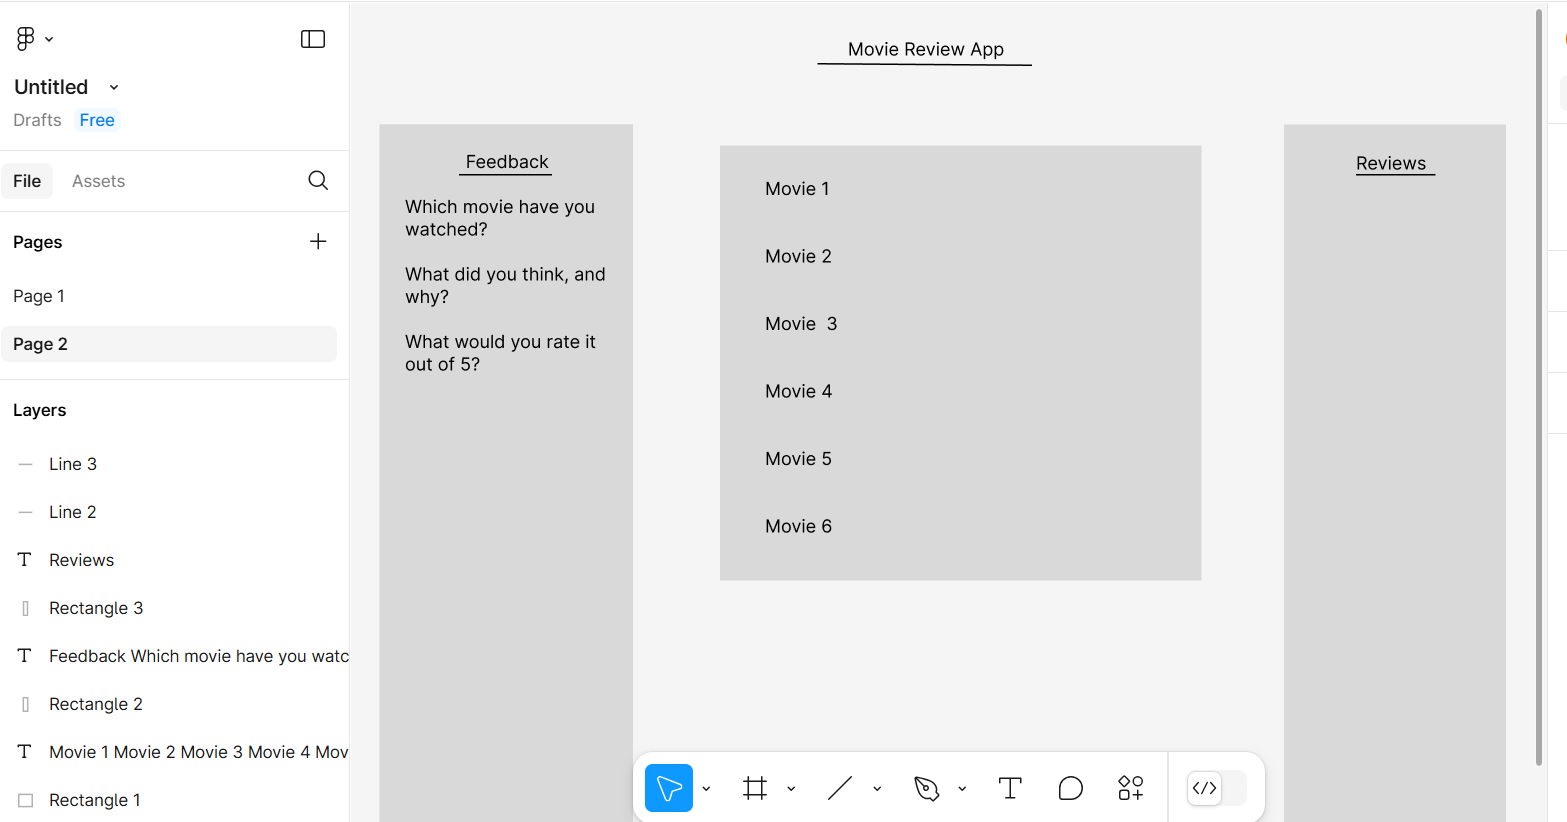 Untitled
Drafts Free
File Assets
Pages
Page 1
Page 2
Layers
Line 3
Line 2
Reviews
Rectangle 3
Feedback Which movie have you watc
Rectangle 2
Movie 1 Movie 2 Movie 3 Movie 4 Mov
Rectangle 1
Movie Review App
Feedback
Which movie have you
watched?
What did you think, and
why?
What would you rate it
out of 5?
Movie 1
Movie 2
Movie  3
Movie 4
Movie 5
Movie 6
Reviews